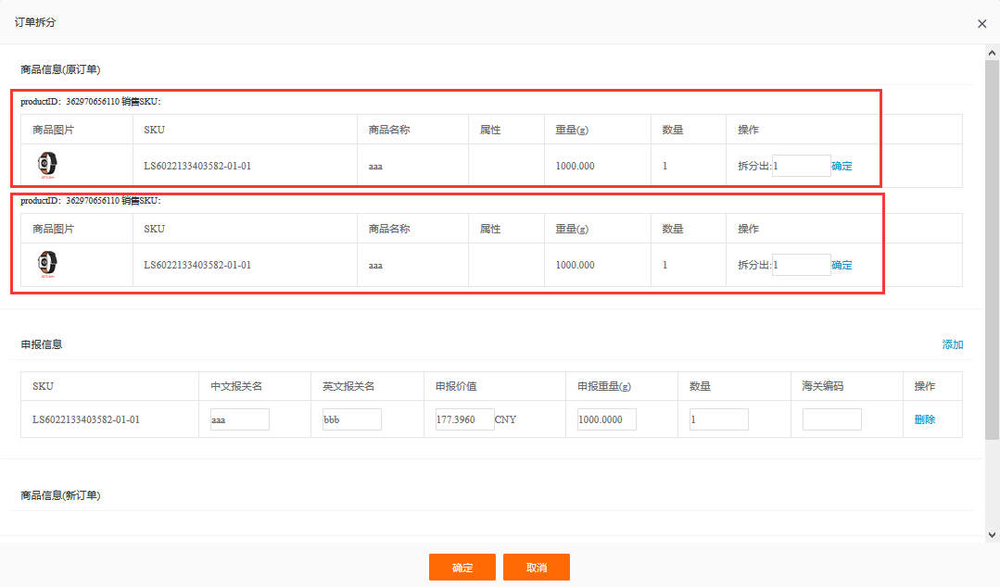 订单拆分
商品信息(原订单)
productID: 362970656110 销售SKU:
商品图片 SKU 商品名称 属性 重量(g) 数量 操作
LS6022133403582-01-01 aaa 1000.000 1 拆分出:1 确定
productID: 362970656110 销售SKU:
商品图片 SKU 商品名称 属性 重量(g) 数量 操作
LS6022133403582-01-01 aaa 1000.000 1 拆分出:1 确定
申报信息 添加
SKU 中文报关名 英文报关名 申报价值 申报重量(g) 数量 海关编码 操作
LS6022133403582-01-01 aaa bbb 177.3960 CNY 1000.0000 1 删除
商品信息(新订单)
确定 取消